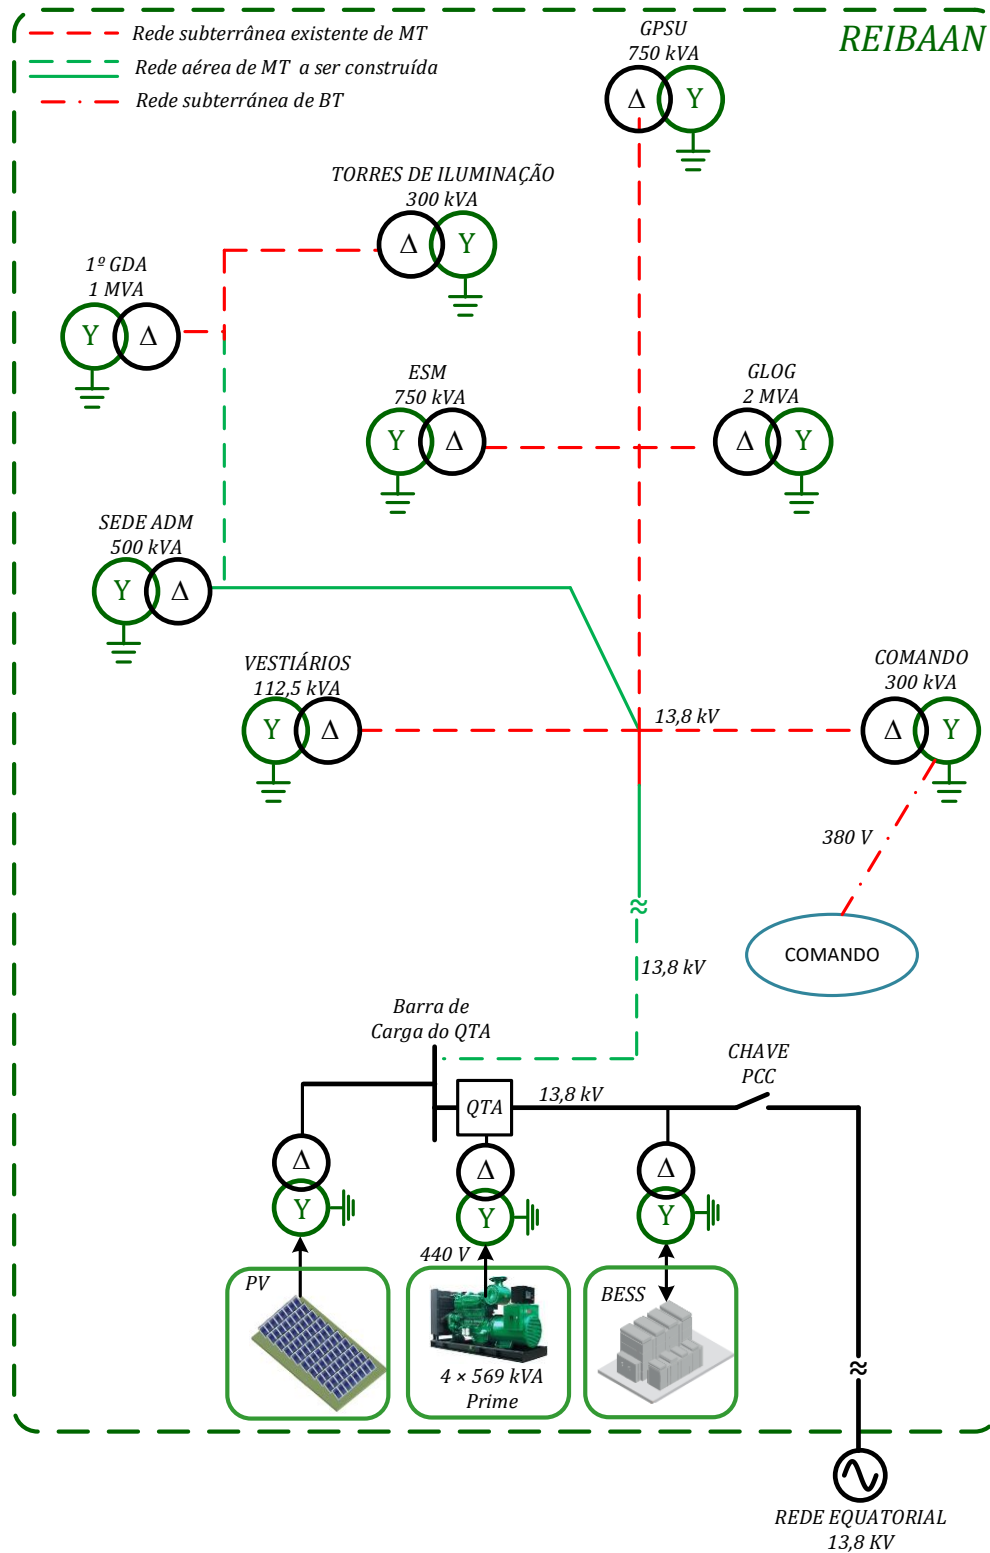 Rede subterrânea existente de MT
Rede aérea de MT a ser construída
Rede subterránea de BT
REIBAAN
GPSU
750 kVA
Δ Y
TORRES DE ILUMINAÇÃO
300 kVA
Δ Y
1º GDA
1 MVA
Y Δ
ESM
750 kVA
Y Δ
GLOG
2 MVA
Δ Y
SEDE ADM
500 kVA
Y Δ
VESTIÁRIOS
112,5 kVA
Y Δ
13,8 kV
COMANDO
300 kVA
Δ Y
380 V
COMANDO
13,8 kV
Barra de
Carga do QTA
QTA
13,8 kV
CHAVE
PCC
Δ
Y
Δ
Y
Δ
Y
440 V
PV
4 × 569 kVA
Prime
BESS
REDE EQUATORIAL
13,8 KV